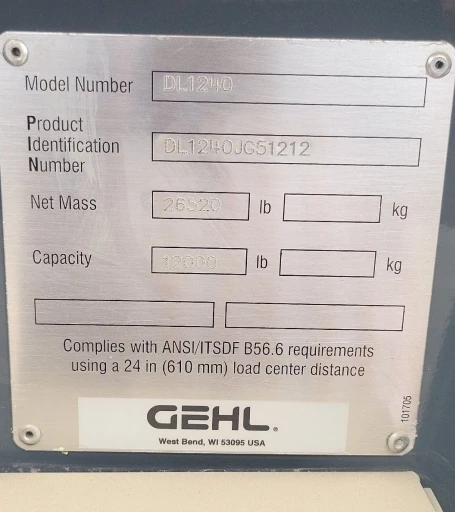 Model Number DL1240
Product
Identification DL1240JG51212
Number
Net Mass 26520 lb kg
Capacity 12000 lb kg
Complies with ANSI/ITSDF B56.6 requirements
using a 24 in (610 mm) load center distance
101705
GEHL.
West Bend, WI 53095 USA